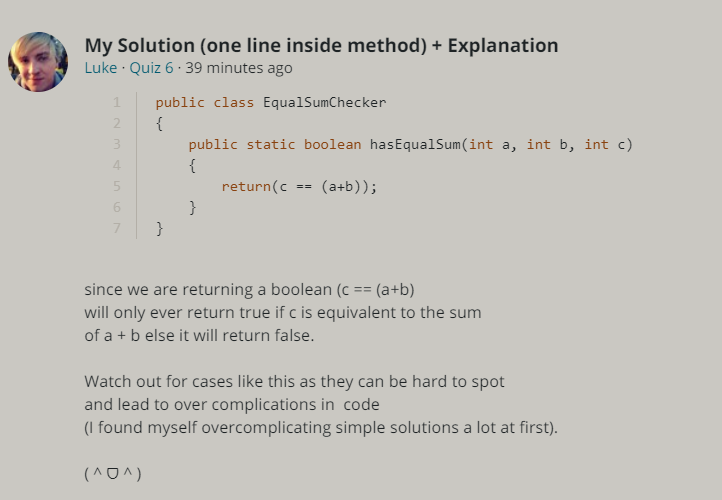 My Solution (one line inside method) + Explanation
Luke · Quiz 6 · 39 minutes ago
1 public class EqualSumChecker
2 {
3     public static boolean hasEqualSum(int a, int b, int c)
4     {
5         return(c == (a+b));
6     }
7 }
since we are returning a boolean (c == (a+b)
will only ever return true if c is equivalent to the sum
of a + b else it will return false.
Watch out for cases like this as they can be hard to spot
and lead to over complications in  code
(I found myself overcomplicating simple solutions a lot at first).
( ^ ᗜ ^ )